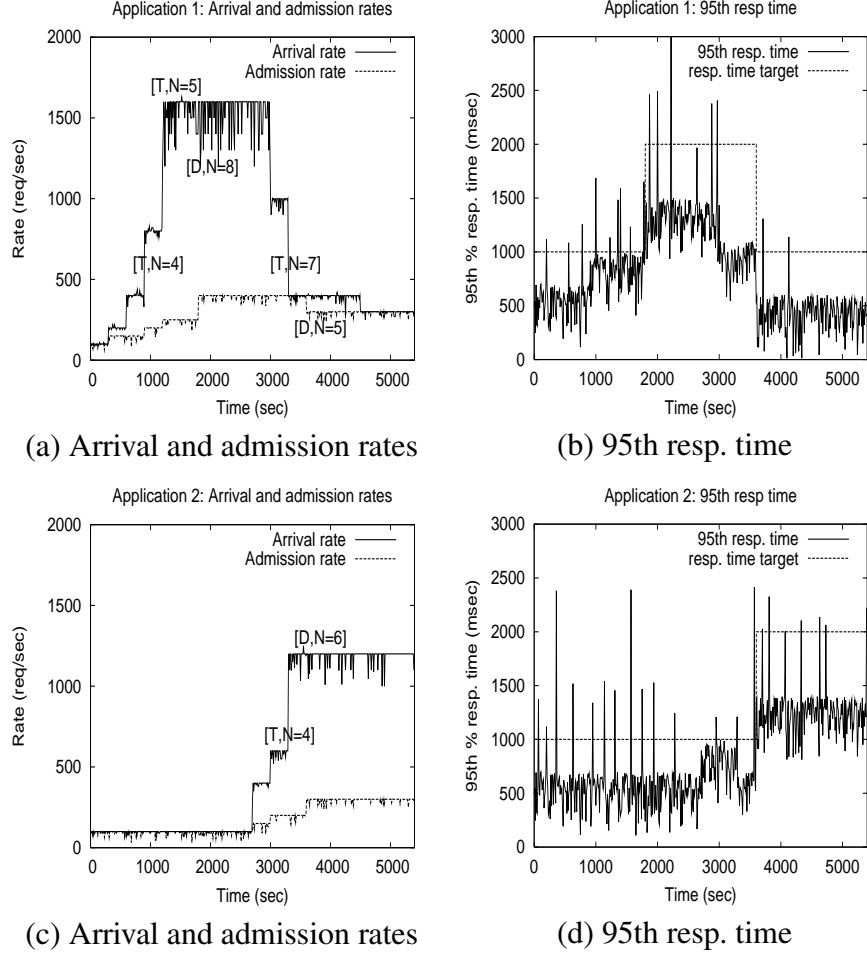 Application 1: Arrival and admission rates
2000
1500
1000
500
0
Rate (req/sec)
Arrival rate
Admission rate
[T,N=5]
[D,N=8]
[T,N=4]
[T,N=7]
[D,N=5]
0 1000 2000 3000 4000 5000
Time (sec)
(a) Arrival and admission rates
Application 1: 95th resp time
3000
2500
2000
1500
1000
500
0
95th % resp. time (msec)
95th resp. time
resp. time target
0 1000 2000 3000 4000 5000
Time (sec)
(b) 95th resp. time
Application 2: Arrival and admission rates
2000
1500
1000
500
0
Rate (req/sec)
Arrival rate
Admission rate
[D,N=6]
[T,N=4]
0 1000 2000 3000 4000 5000
Time (sec)
(c) Arrival and admission rates
Application 2: 95th resp time
3000
2500
2000
1500
1000
500
0
95th % resp. time (msec)
95th resp. time
resp. time target
0 1000 2000 3000 4000 5000
Time (sec)
(d) 95th resp. time